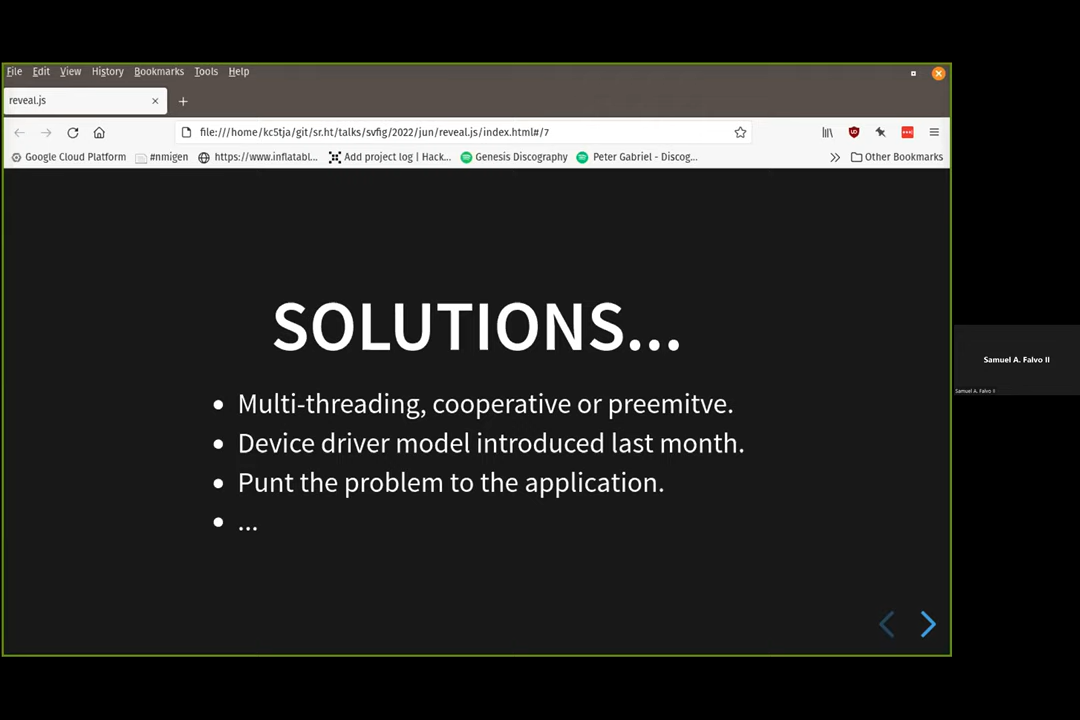 File Edit View History Bookmarks Tools Help
reveal.js
file:///home/kc5tja/git/sr.ht/talks/svfig/2022/jun/reveal.js/index.html#/7
Google Cloud Platform #nmigen https://www.inflatabl... Add project log | Hack... Genesis Discography Peter Gabriel - Discog... Other Bookmarks
SOLUTIONS...
• Multi-threading, cooperative or preemitve.
• Device driver model introduced last month.
• Punt the problem to the application.
• ...
Samuel A. Falvo II
Samuel A. Falvo II